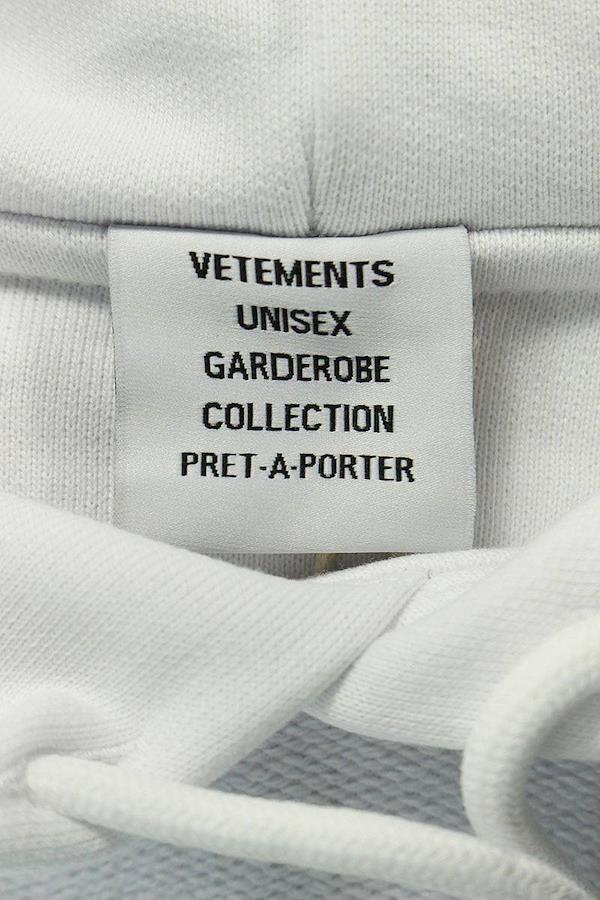 VETEMENTS
UNISEX
GARDEROBE
COLLECTION
PRET-A-PORTER